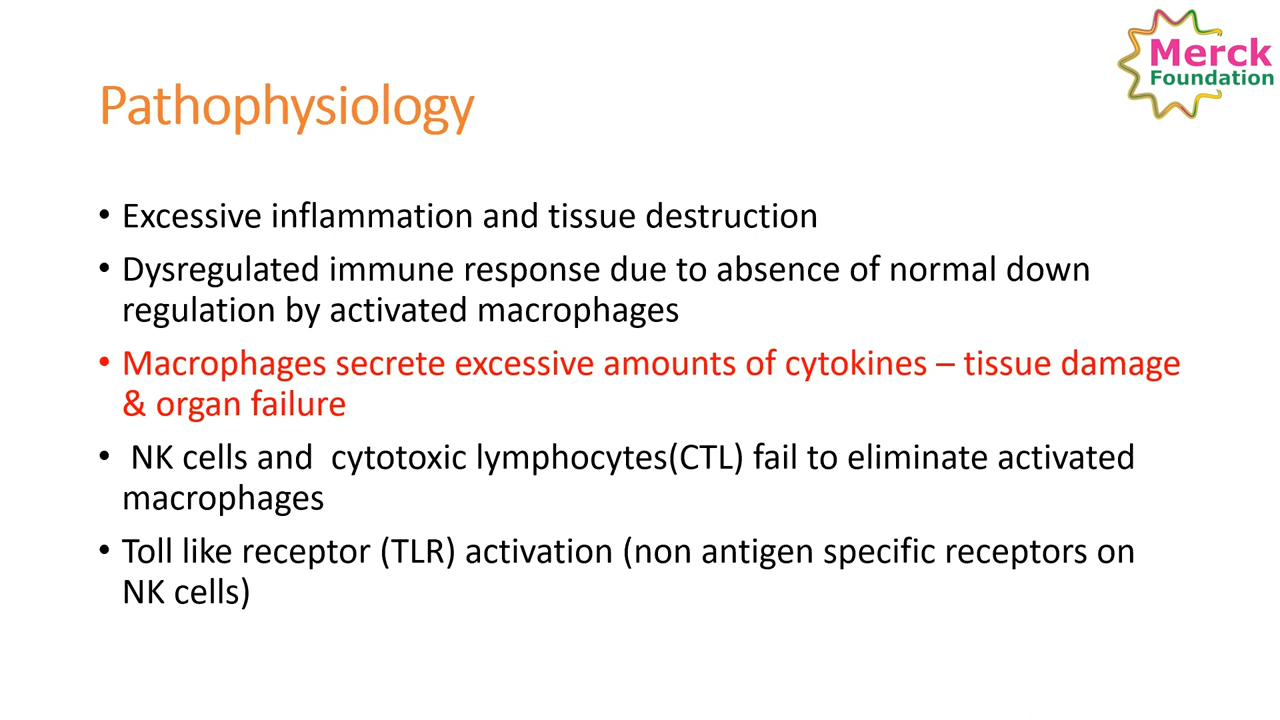 Merck
Foundation
Pathophysiology
• Excessive inflammation and tissue destruction
• Dysregulated immune response due to absence of normal down
regulation by activated macrophages
• Macrophages secrete excessive amounts of cytokines – tissue damage
& organ failure
• NK cells and  cytotoxic lymphocytes(CTL) fail to eliminate activated
macrophages
• Toll like receptor (TLR) activation (non antigen specific receptors on
NK cells)